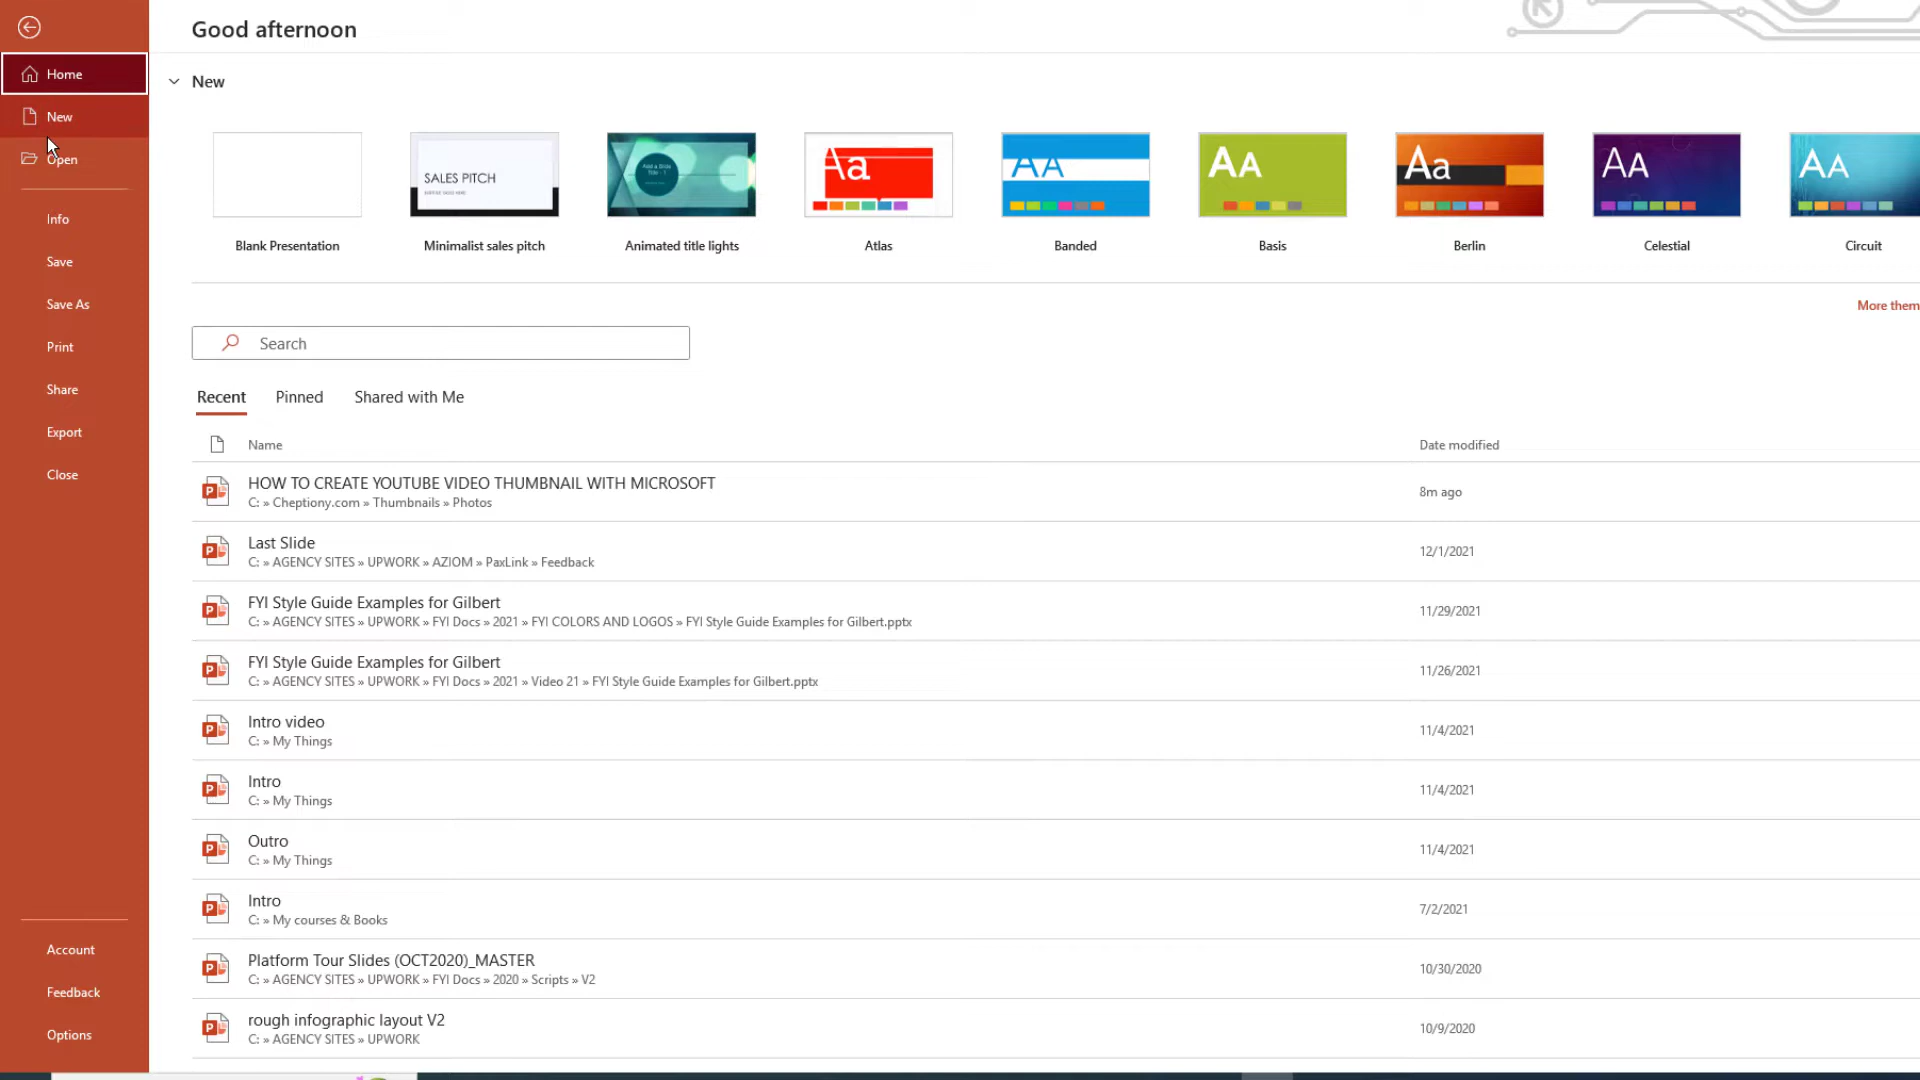 Good afternoon
Home
New
Open
Info
Save
Save As
Print
Share
Export
Close
Account
Feedback
Options
New
SALES PITCH
Add a Slide
Title - 1
Aa
AA
AA
Aa
AA
AA
Blank Presentation
Minimalist sales pitch
Animated title lights
Atlas
Banded
Basis
Berlin
Celestial
Circuit
More them
Search
Recent Pinned Shared with Me
Name Date modified
HOW TO CREATE YOUTUBE VIDEO THUMBNAIL WITH MICROSOFT
C: » Cheptiony.com » Thumbnails » Photos
8m ago
Last Slide
C: » AGENCY SITES » UPWORK » AZIOM » PaxLink » Feedback
12/1/2021
FYI Style Guide Examples for Gilbert
C: » AGENCY SITES » UPWORK » FYI Docs » 2021 » FYI COLORS AND LOGOS » FYI Style Guide Examples for Gilbert.pptx
11/29/2021
FYI Style Guide Examples for Gilbert
C: » AGENCY SITES » UPWORK » FYI Docs » 2021 » Video 21 » FYI Style Guide Examples for Gilbert.pptx
11/26/2021
Intro video
C: » My Things
11/4/2021
Intro
C: » My Things
11/4/2021
Outro
C: » My Things
11/4/2021
Intro
C: » My courses & Books
7/2/2021
Platform Tour Slides (OCT2020)_MASTER
C: » AGENCY SITES » UPWORK » FYI Docs » 2020 » Scripts » V2
10/30/2020
rough infographic layout V2
C: » AGENCY SITES » UPWORK
10/9/2020